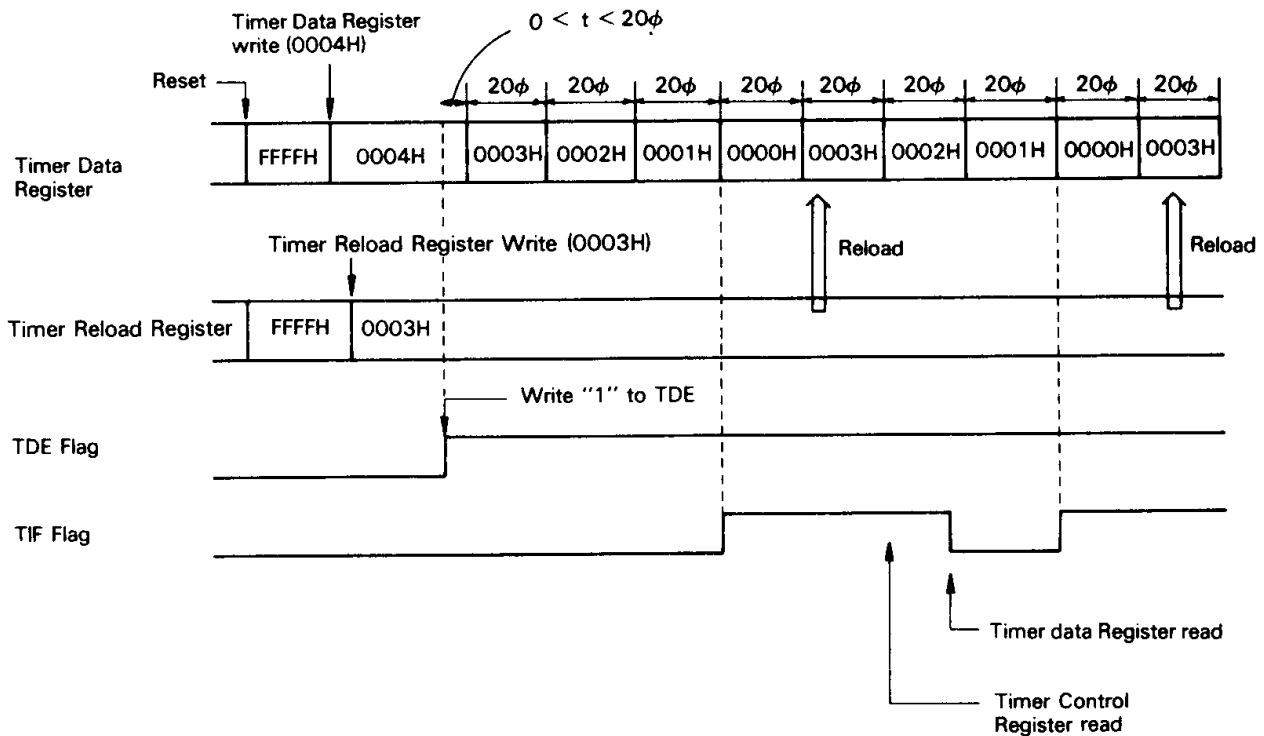 Timer Data Register
write (0004H)
0 < t < 20φ
Reset
20φ 20φ 20φ 20φ 20φ 20φ 20φ 20φ 20φ
Timer Data
Register
FFFFH 0004H 0003H 0002H 0001H 0000H 0003H 0002H 0001H 0000H 0003H
Timer Reload Register Write (0003H)
Reload
Reload
Timer Reload Register
FFFFH 0003H
Write "1" to TDE
TDE Flag
TIF Flag
Timer data Register read
Timer Control
Register read